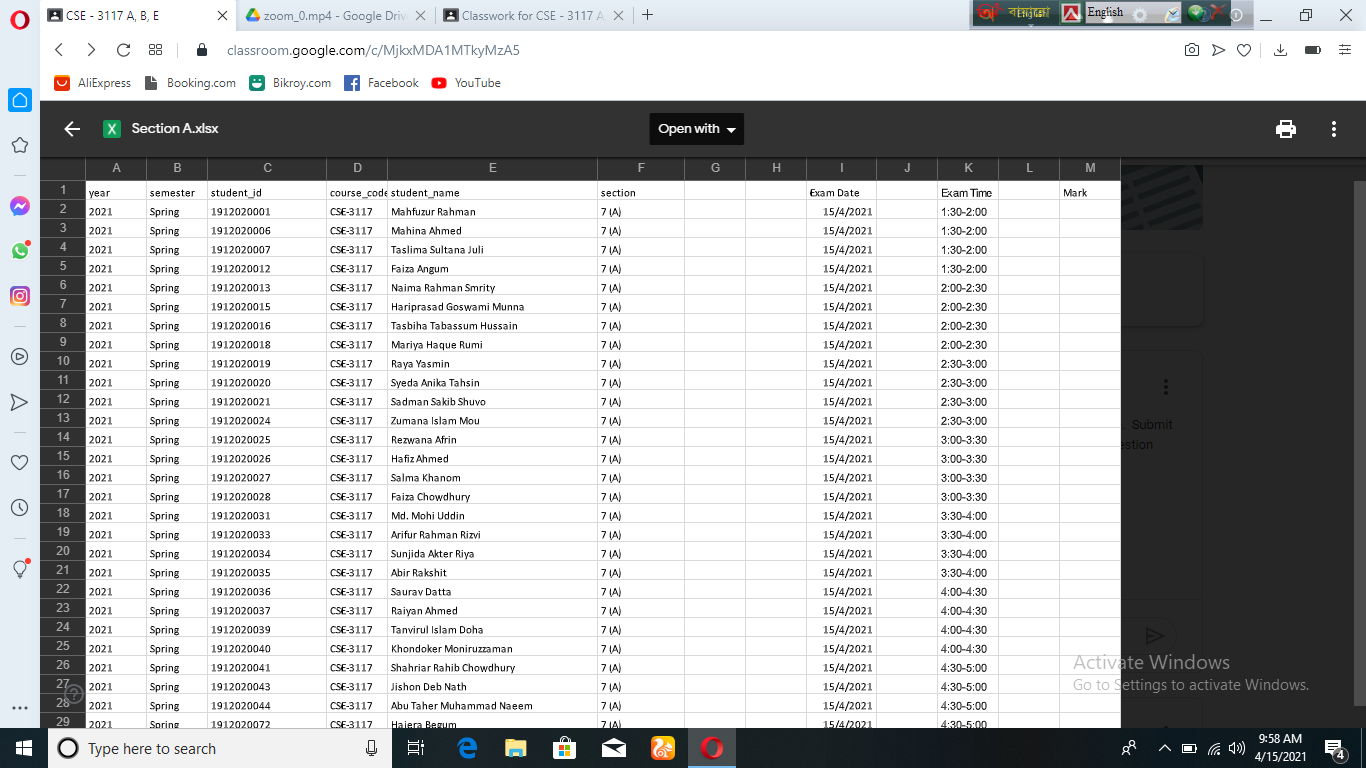 CSE - 3117 A, B, E
zoom_0.mp4 - Google Driv
Classwork for CSE - 3117 A
English
classroom.google.com/c/MjkxMDA1MTkyMzA5
AliExpress Booking.com Bikroy.com Facebook YouTube
Section A.xlsx
Open with
A B C D E F G H I J K L M
1 year semester student_id course_code student_name section Exam Date Exam Time Mark
2 2021 Spring 1912020001 CSE-3117 Mahfuzur Rahman 7 (A) 15/4/2021 1:30-2:00
3 2021 Spring 1912020006 CSE-3117 Mahina Ahmed 7 (A) 15/4/2021 1:30-2:00
4 2021 Spring 1912020007 CSE-3117 Taslima Sultana Juli 7 (A) 15/4/2021 1:30-2:00
5 2021 Spring 1912020012 CSE-3117 Faiza Angum 7 (A) 15/4/2021 1:30-2:00
6 2021 Spring 1912020013 CSE-3117 Naima Rahman Smrity 7 (A) 15/4/2021 2:00-2:30
7 2021 Spring 1912020015 CSE-3117 Hariprasad Goswami Munna 7 (A) 15/4/2021 2:00-2:30
8 2021 Spring 1912020016 CSE-3117 Tasbiha Tabassum Hussain 7 (A) 15/4/2021 2:00-2:30
9 2021 Spring 1912020018 CSE-3117 Mariya Haque Rumi 7 (A) 15/4/2021 2:00-2:30
10 2021 Spring 1912020019 CSE-3117 Raya Yasmin 7 (A) 15/4/2021 2:30-3:00
11 2021 Spring 1912020020 CSE-3117 Syeda Anika Tahsin 7 (A) 15/4/2021 2:30-3:00
12 2021 Spring 1912020021 CSE-3117 Sadman Sakib Shuvo 7 (A) 15/4/2021 2:30-3:00
13 2021 Spring 1912020024 CSE-3117 Zumana Islam Mou 7 (A) 15/4/2021 2:30-3:00
14 2021 Spring 1912020025 CSE-3117 Rezwana Afrin 7 (A) 15/4/2021 3:00-3:30
15 2021 Spring 1912020026 CSE-3117 Hafiz Ahmed 7 (A) 15/4/2021 3:00-3:30
16 2021 Spring 1912020027 CSE-3117 Salma Khanom 7 (A) 15/4/2021 3:00-3:30
17 2021 Spring 1912020028 CSE-3117 Faiza Chowdhury 7 (A) 15/4/2021 3:00-3:30
18 2021 Spring 1912020031 CSE-3117 Md. Mohi Uddin 7 (A) 15/4/2021 3:30-4:00
19 2021 Spring 1912020033 CSE-3117 Arifur Rahman Rizvi 7 (A) 15/4/2021 3:30-4:00
20 2021 Spring 1912020034 CSE-3117 Sunjida Akter Riya 7 (A) 15/4/2021 3:30-4:00
21 2021 Spring 1912020035 CSE-3117 Abir Rakshit 7 (A) 15/4/2021 3:30-4:00
22 2021 Spring 1912020036 CSE-3117 Saurav Datta 7 (A) 15/4/2021 4:00-4:30
23 2021 Spring 1912020037 CSE-3117 Raiyan Ahmed 7 (A) 15/4/2021 4:00-4:30
24 2021 Spring 1912020039 CSE-3117 Tanvirul Islam Doha 7 (A) 15/4/2021 4:00-4:30
25 2021 Spring 1912020040 CSE-3117 Khondoker Moniruzzaman 7 (A) 15/4/2021 4:00-4:30
26 2021 Spring 1912020041 CSE-3117 Shahriar Rahib Chowdhury 7 (A) 15/4/2021 4:30-5:00
27 2021 Spring 1912020043 CSE-3117 Jishon Deb Nath 7 (A) 15/4/2021 4:30-5:00
28 2021 Spring 1912020044 CSE-3117 Abu Taher Muhammad Naeem 7 (A) 15/4/2021 4:30-5:00
29 2021 Spring 1912020072 CSE-3117 Hajera Begum 7 (A) 15/4/2021 4:30-5:00
Submit
estion
Activate Windows
Go to Settings to activate Windows.
Type here to search
9:58 AM
4/15/2021
4